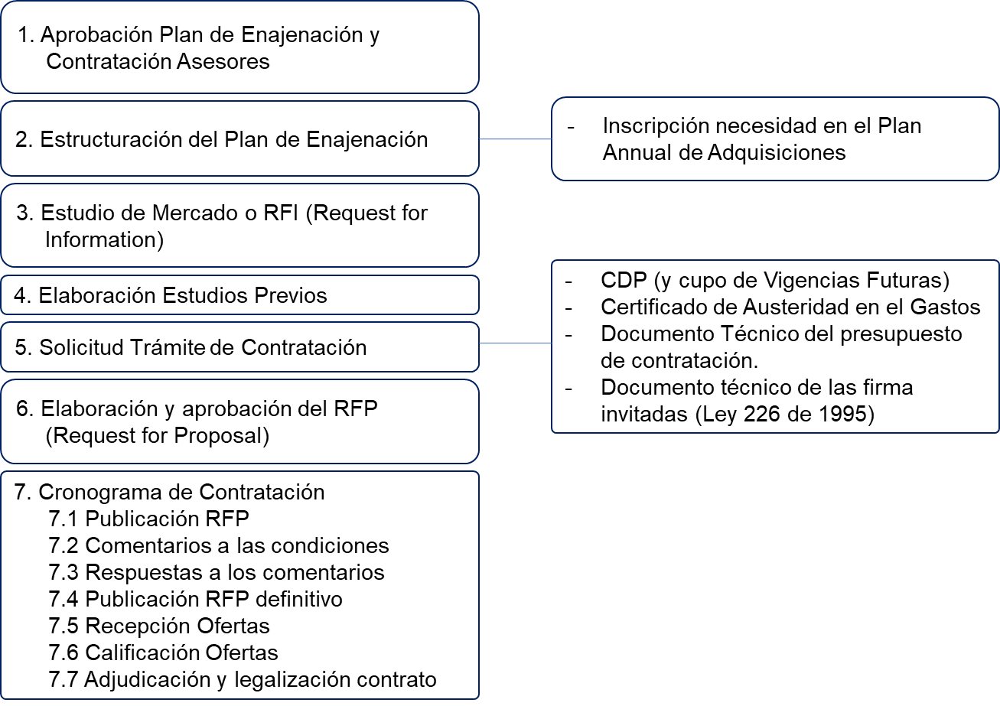 1. Aprobación Plan de Enajenación y
Contratación Asesores
2. Estructuración del Plan de Enajenación
- Inscripción necesidad en el Plan
Annual de Adquisiciones
3. Estudio de Mercado o RFI (Request for
Information)
4. Elaboración Estudios Previos
5. Solicitud Trámite de Contratación
- CDP (y cupo de Vigencias Futuras)
- Certificado de Austeridad en el Gastos
- Documento Técnico del presupuesto
de contratación.
- Documento técnico de las firma
invitadas (Ley 226 de 1995)
6. Elaboración y aprobación del RFP
(Request for Proposal)
7. Cronograma de Contratación
7.1 Publicación RFP
7.2 Comentarios a las condiciones
7.3 Respuestas a los comentarios
7.4 Publicación RFP definitivo
7.5 Recepción Ofertas
7.6 Calificación Ofertas
7.7 Adjudicación y legalización contrato